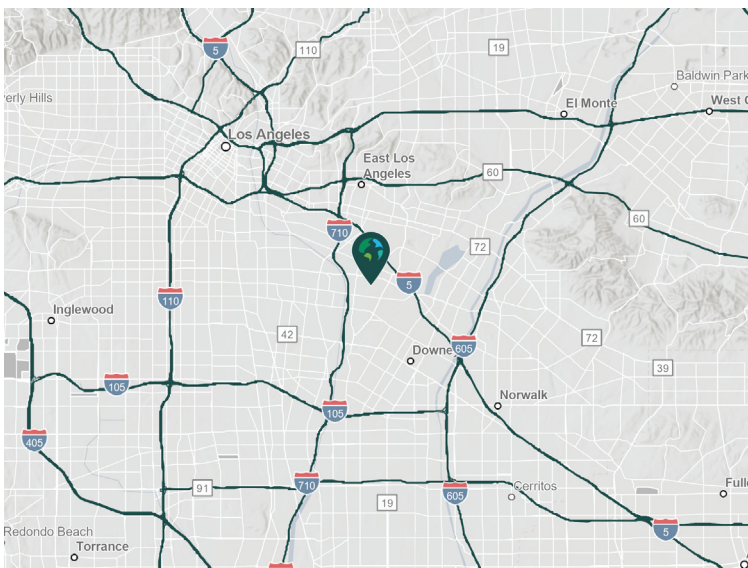 5
110
19
Baldwin Park
verly Hills
El Monte
West C
Los Angeles
East Los
Angeles
60
60
710
72
5
110
Inglewood
42
605
72
Downe
39
105
Norwalk
105
405
710
91
605
Cerritos
19
Fulle
Redondo Beach
5
Torrance